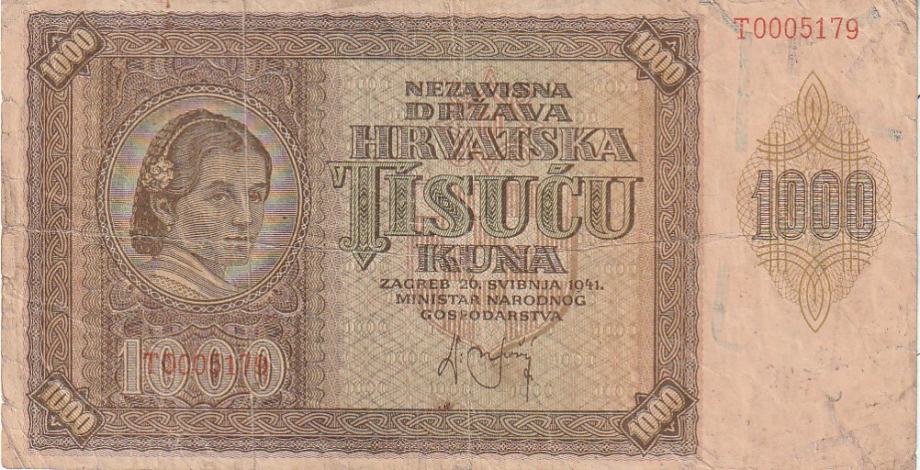 1000
1000
T0005179
NEZAVISNA
DRŽAVA
HRVATSKA
TISUĆU
KUNA
1000
ZAGREB 26. SVIBNJA 1941.
MINISTAR NARODNOG
GOSPODARSTVA
1000
T0005179
1000
1000